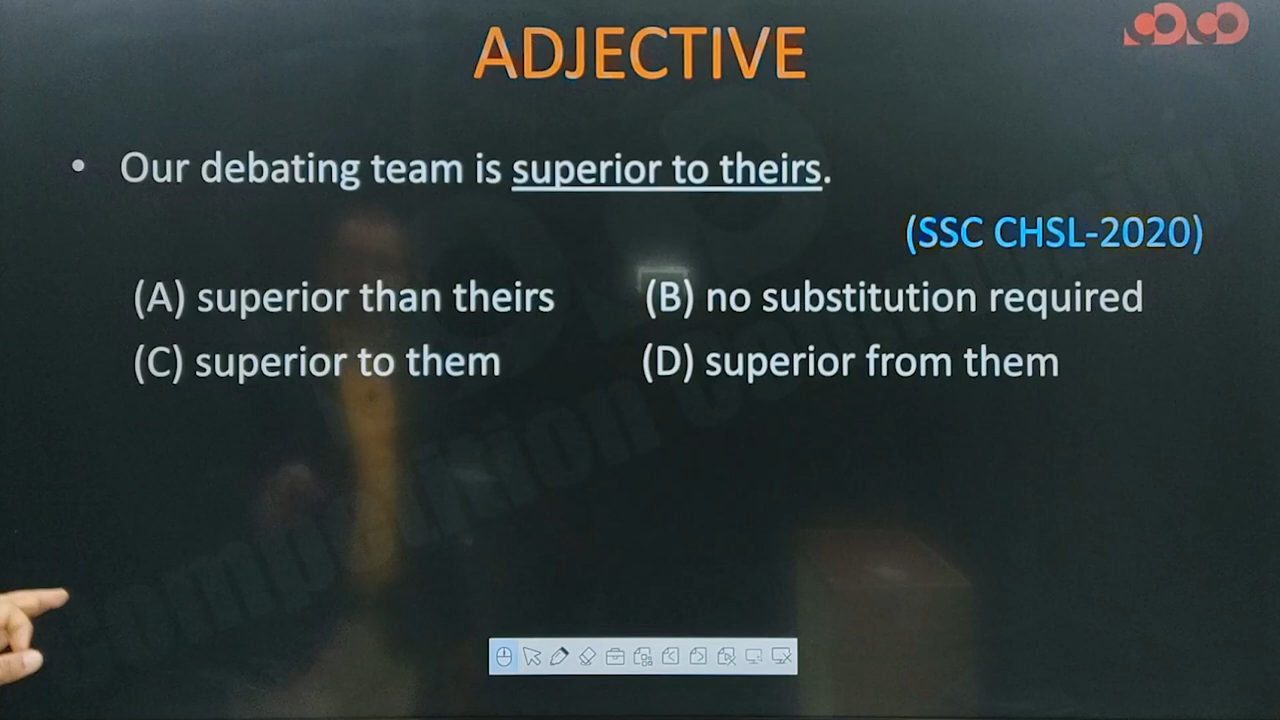 ADJECTIVE
• Our debating team is superior to theirs.
(SSC CHSL-2020)
(A) superior than theirs (B) no substitution required
(C) superior to them (D) superior from them